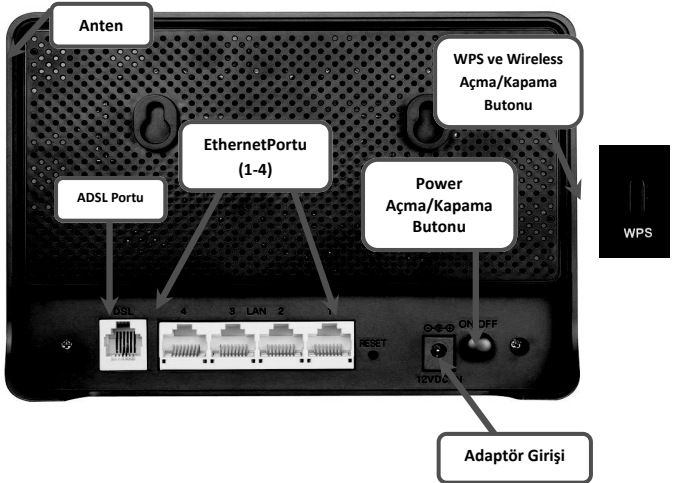 Anten
WPS ve Wireless
Açma/Kapama
Butonu
EthernetPortu
(1-4)
ADSL Portu
Power
Açma/Kapama
Butonu
WPS
DSL
4 3 LAN 2 1
RESET
ON/OFF
Adaptör Girişi